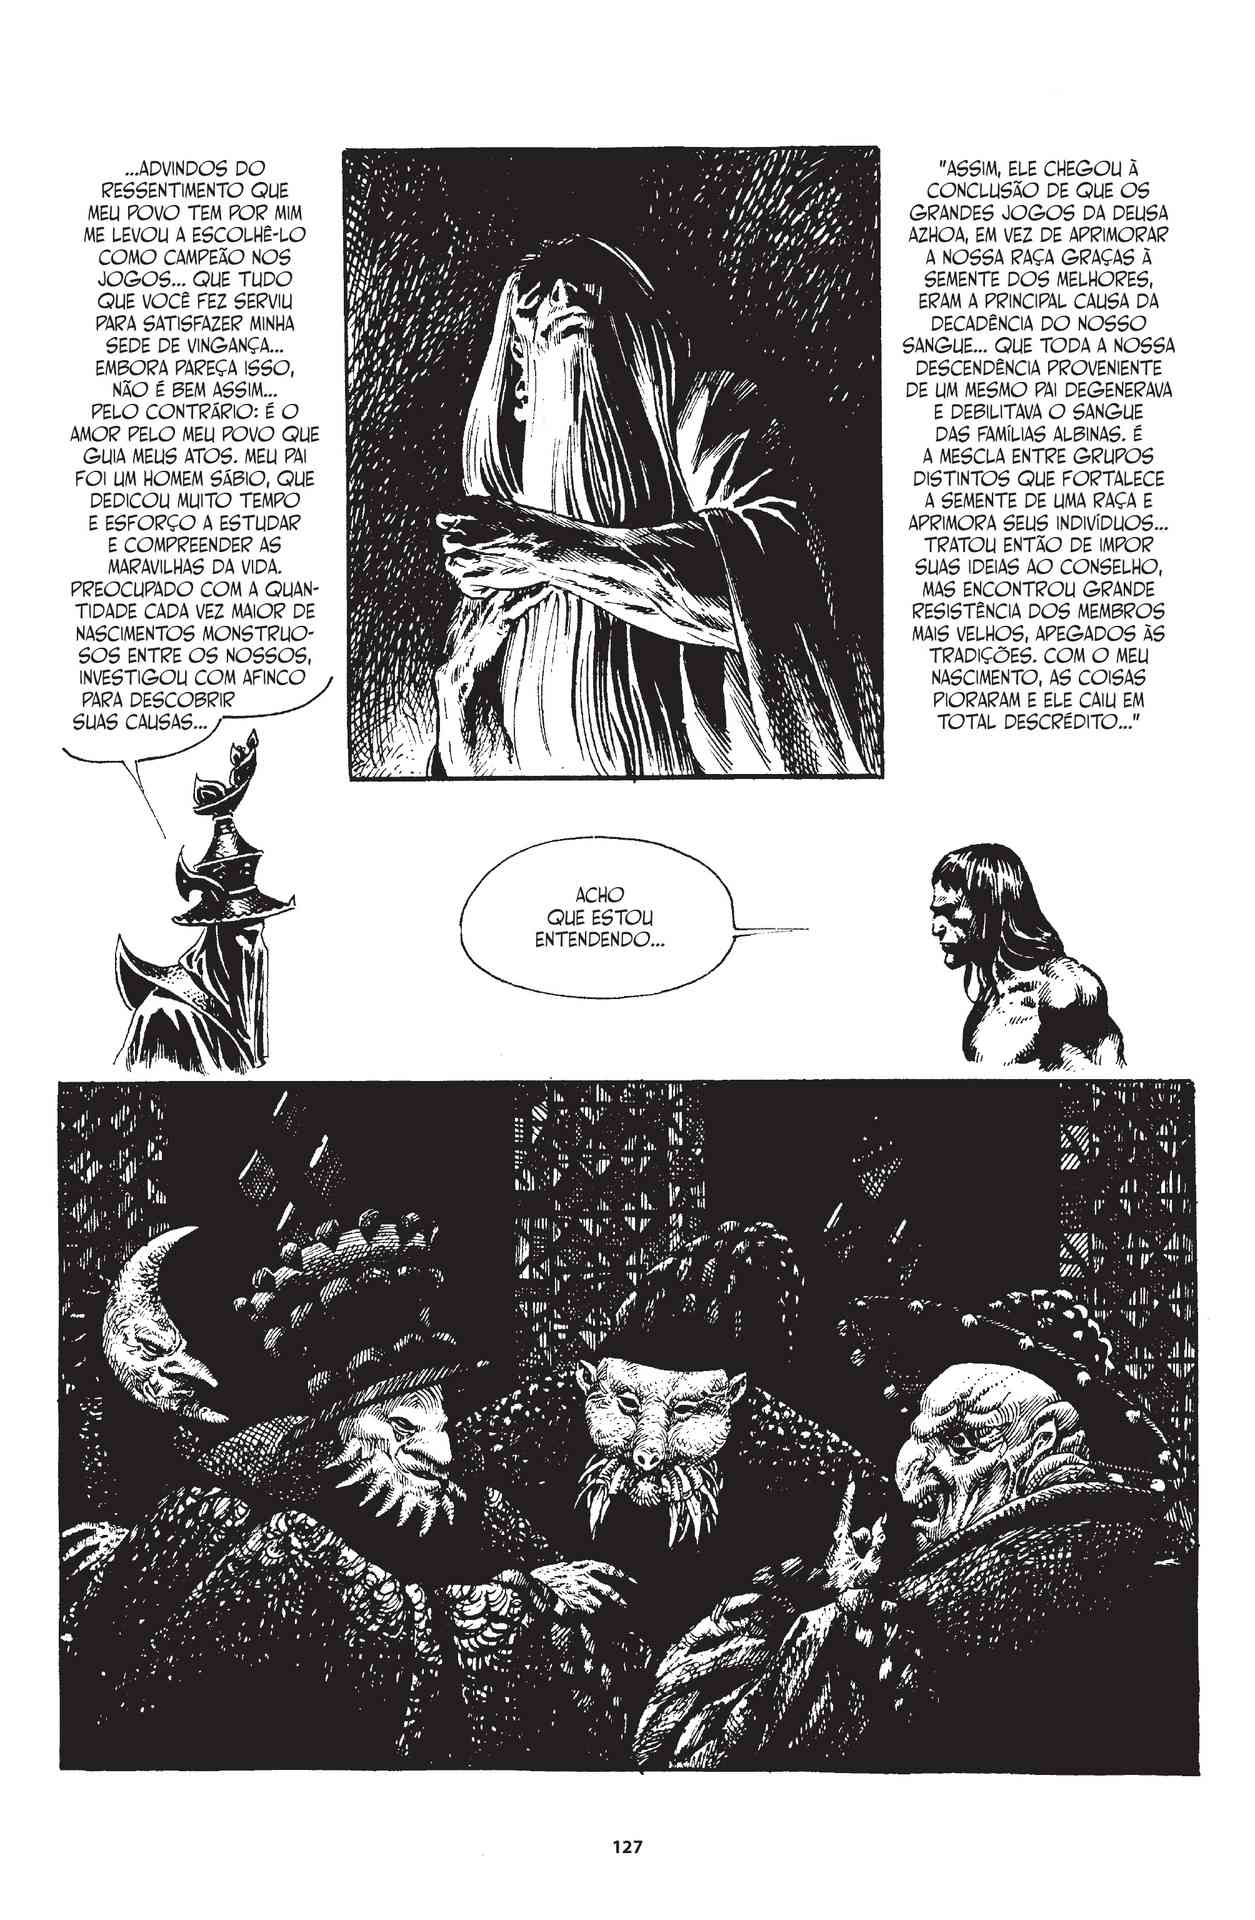 ...ADVINDOS DO
RESSENTIMENTO QUE
MEU POVO TEM POR MIM
ME LEVOU A ESCOLHÊ-LO
COMO CAMPEÃO NOS
JOGOS... QUE TUDO
QUE VOCÊ FEZ SERVIU
PARA SATISFAZER MINHA
SEDE DE VINGANÇA...
EMBORA PAREÇA ISSO,
NÃO É BEM ASSIM...
PELO CONTRÁRIO: É O
AMOR PELO MEU POVO QUE
GUIA MEUS ATOS. MEU PAI
FOI UM HOMEM SÁBIO, QUE
DEDICOU MUITO TEMPO
E ESFORÇO A ESTUDAR
E COMPREENDER AS
MARAVILHAS DA VIDA.
PREOCUPADO COM A QUAN-
TIDADE CADA VEZ MAIOR DE
NASCIMENTOS MONSTRUO-
SOS ENTRE OS NOSSOS,
INVESTIGOU COM AFINCO
PARA DESCOBRIR
SUAS CAUSAS...
"ASSIM, ELE CHEGOU À
CONCLUSÃO DE QUE OS
GRANDES JOGOS DA DEUSA
AZHOA, EM VEZ DE APRIMORAR
A NOSSA RAÇA GRAÇAS À
SEMENTE DOS MELHORES,
ERAM A PRINCIPAL CAUSA DA
DECADÊNCIA DO NOSSO
SANGUE... QUE TODA A NOSSA
DESCENDÊNCIA PROVENIENTE
DE UM MESMO PAI DEGENERAVA
E DEBILITAVA O SANGUE
DAS FAMÍLIAS ALBINAS. É
A MESCLA ENTRE GRUPOS
DISTINTOS QUE FORTALECE
A SEMENTE DE UMA RAÇA E
APRIMORA SEUS INDIVÍDUOS...
TRATOU ENTÃO DE IMPOR
SUAS IDEIAS AO CONSELHO,
MAS ENCONTROU GRANDE
RESISTÊNCIA DOS MEMBROS
MAIS VELHOS, APEGADOS ÀS
TRADIÇÕES. COM O MEU
NASCIMENTO, AS COISAS
PIORARAM E ELE CAIU EM
TOTAL DESCRÉDITO..."
ACHO
QUE ESTOU
ENTENDENDO...
127